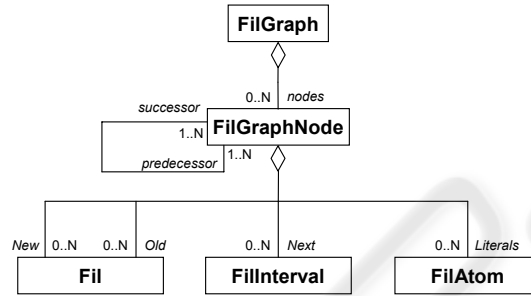 FilGraph
0..N nodes
successor
1..N
FilGraphNode
1..N
predecessor
New 0..N 0..N Old 0..N Next 0..N Literals
Fil FilInterval FilAtom